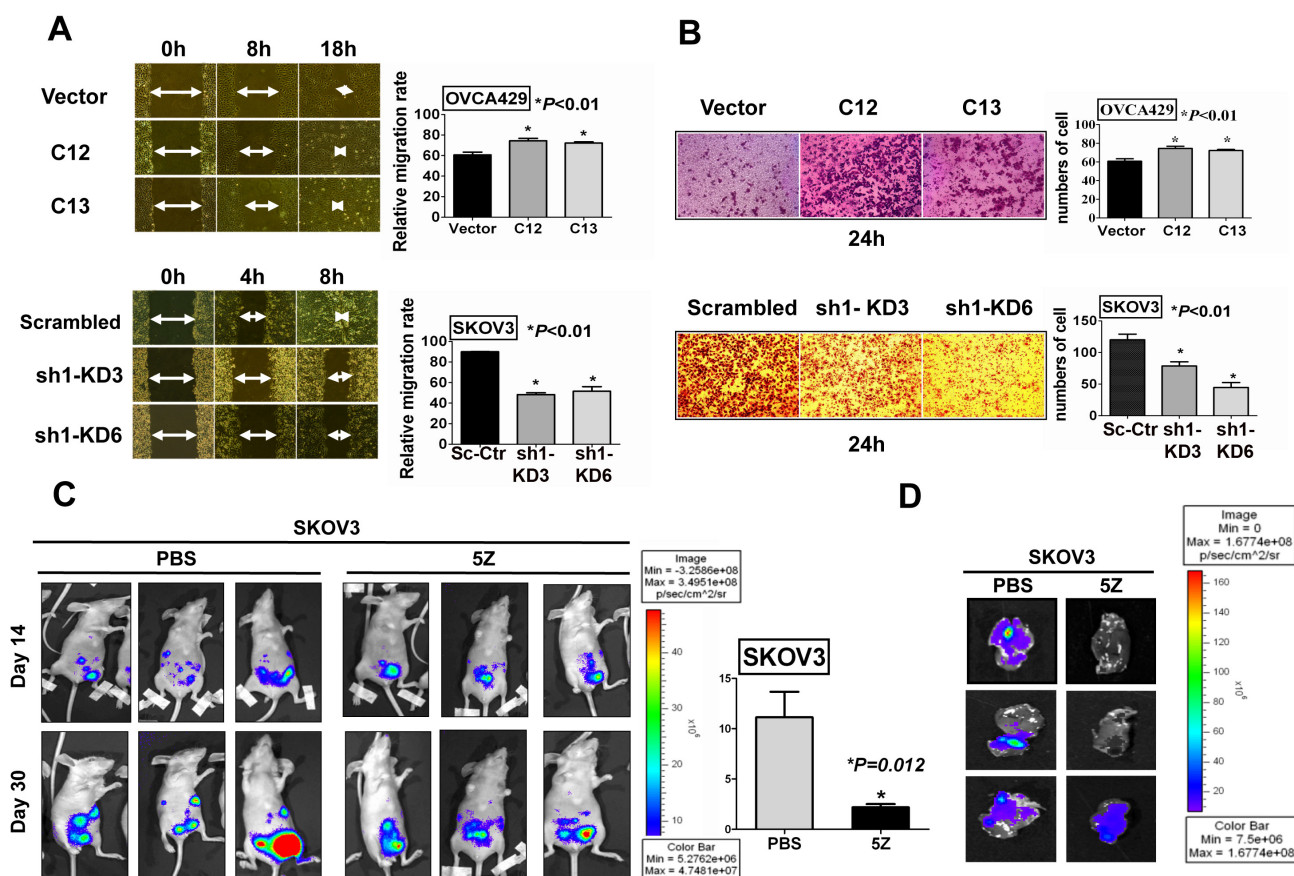 A
0h 8h 18h
Vector
C12
C13
OVCA429 *P<0.01
Relative migration rate
100
80
60
40
20
0
* *
Vector C12 C13
0h 4h 8h
Scrambled
sh1-KD3
sh1-KD6
SKOV3 *P<0.01
Relative migration rate
100
80
60
40
20
0
* *
Sc-Ctr sh1-KD3 sh1-KD6
B
Vector C12 C13
24h
OVCA429 *P<0.01
numbers of cell
100
80
60
40
20
0
* *
Vector C12 C13
Scrambled sh1- KD3 sh1-KD6
24h
SKOV3 *P<0.01
numbers of cell
150
100
50
0
* *
Sc-Ctr sh1-KD3 sh1-KD6
C
SKOV3
PBS 5Z
Day 14
Day 30
Image
Min = -3.2586e+08
Max = 3.4951e+08
p/sec/cm^2/sr
40
30
20
10
x10^6
Color Bar
Min = 5.2762e+06
Max = 4.7481e+07
SKOV3
15
10
5
0
*P=0.012
*
PBS 5Z
D
SKOV3
PBS 5Z
Image
Min = 0
Max = 1.6774e+08
p/sec/cm^2/sr
160
140
120
100
80
60
40
20
x10^6
Color Bar
Min = 7.5e+06
Max = 1.6774e+08